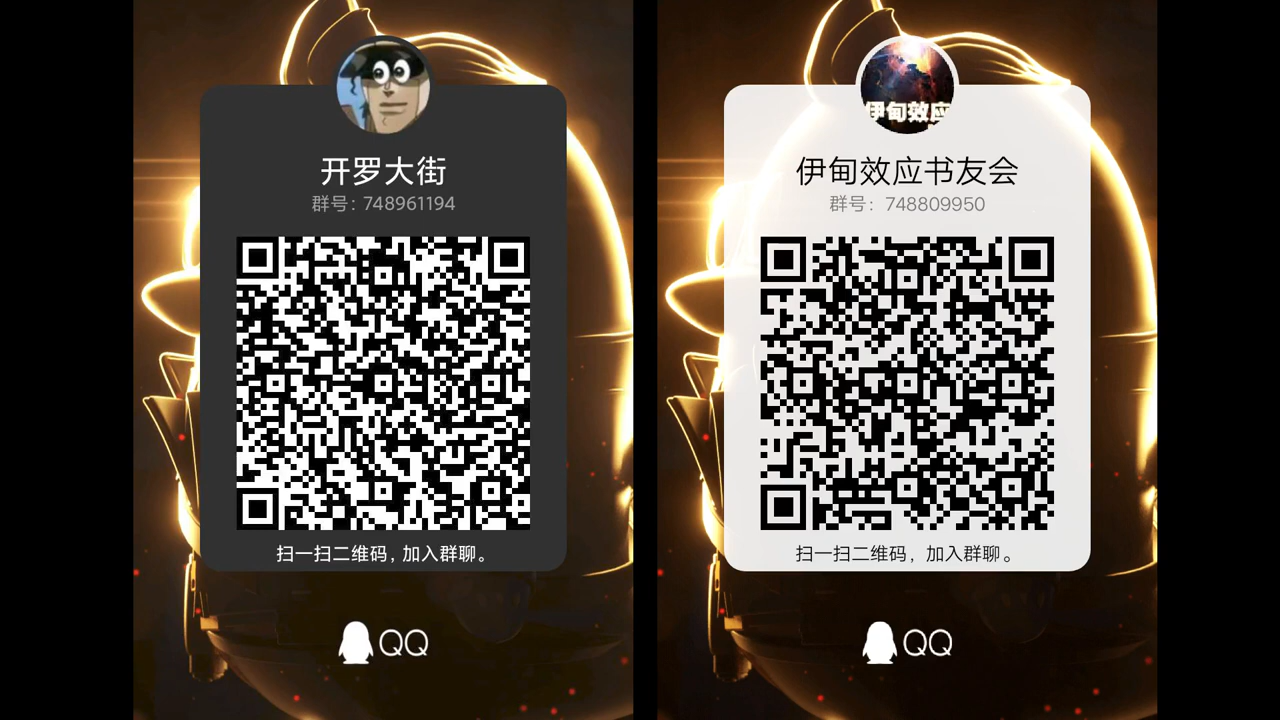 开罗大街
群号：748961194
扫一扫二维码，加入群聊。
QQ
伊甸效应
伊甸效应书友会
群号：748809950
扫一扫二维码，加入群聊。
QQ